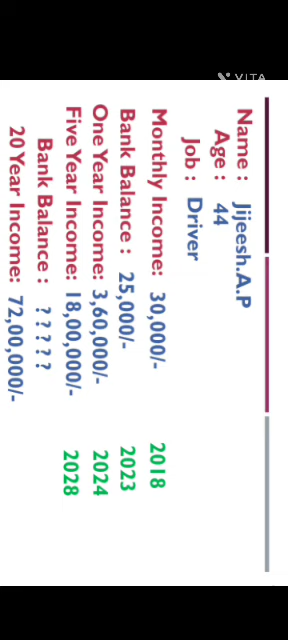 VITA
Name : Jijeesh.A.P
Age : 44
Job : Driver
Monthly Income: 30,000/- 2018
Bank Balance : 25,000/- 2023
One Year Income: 3,60,000/- 2024
Five Year Income: 18,00,000/- 2028
Bank Balance : ? ? ? ? ?
20 Year Income: 72,00,000/-